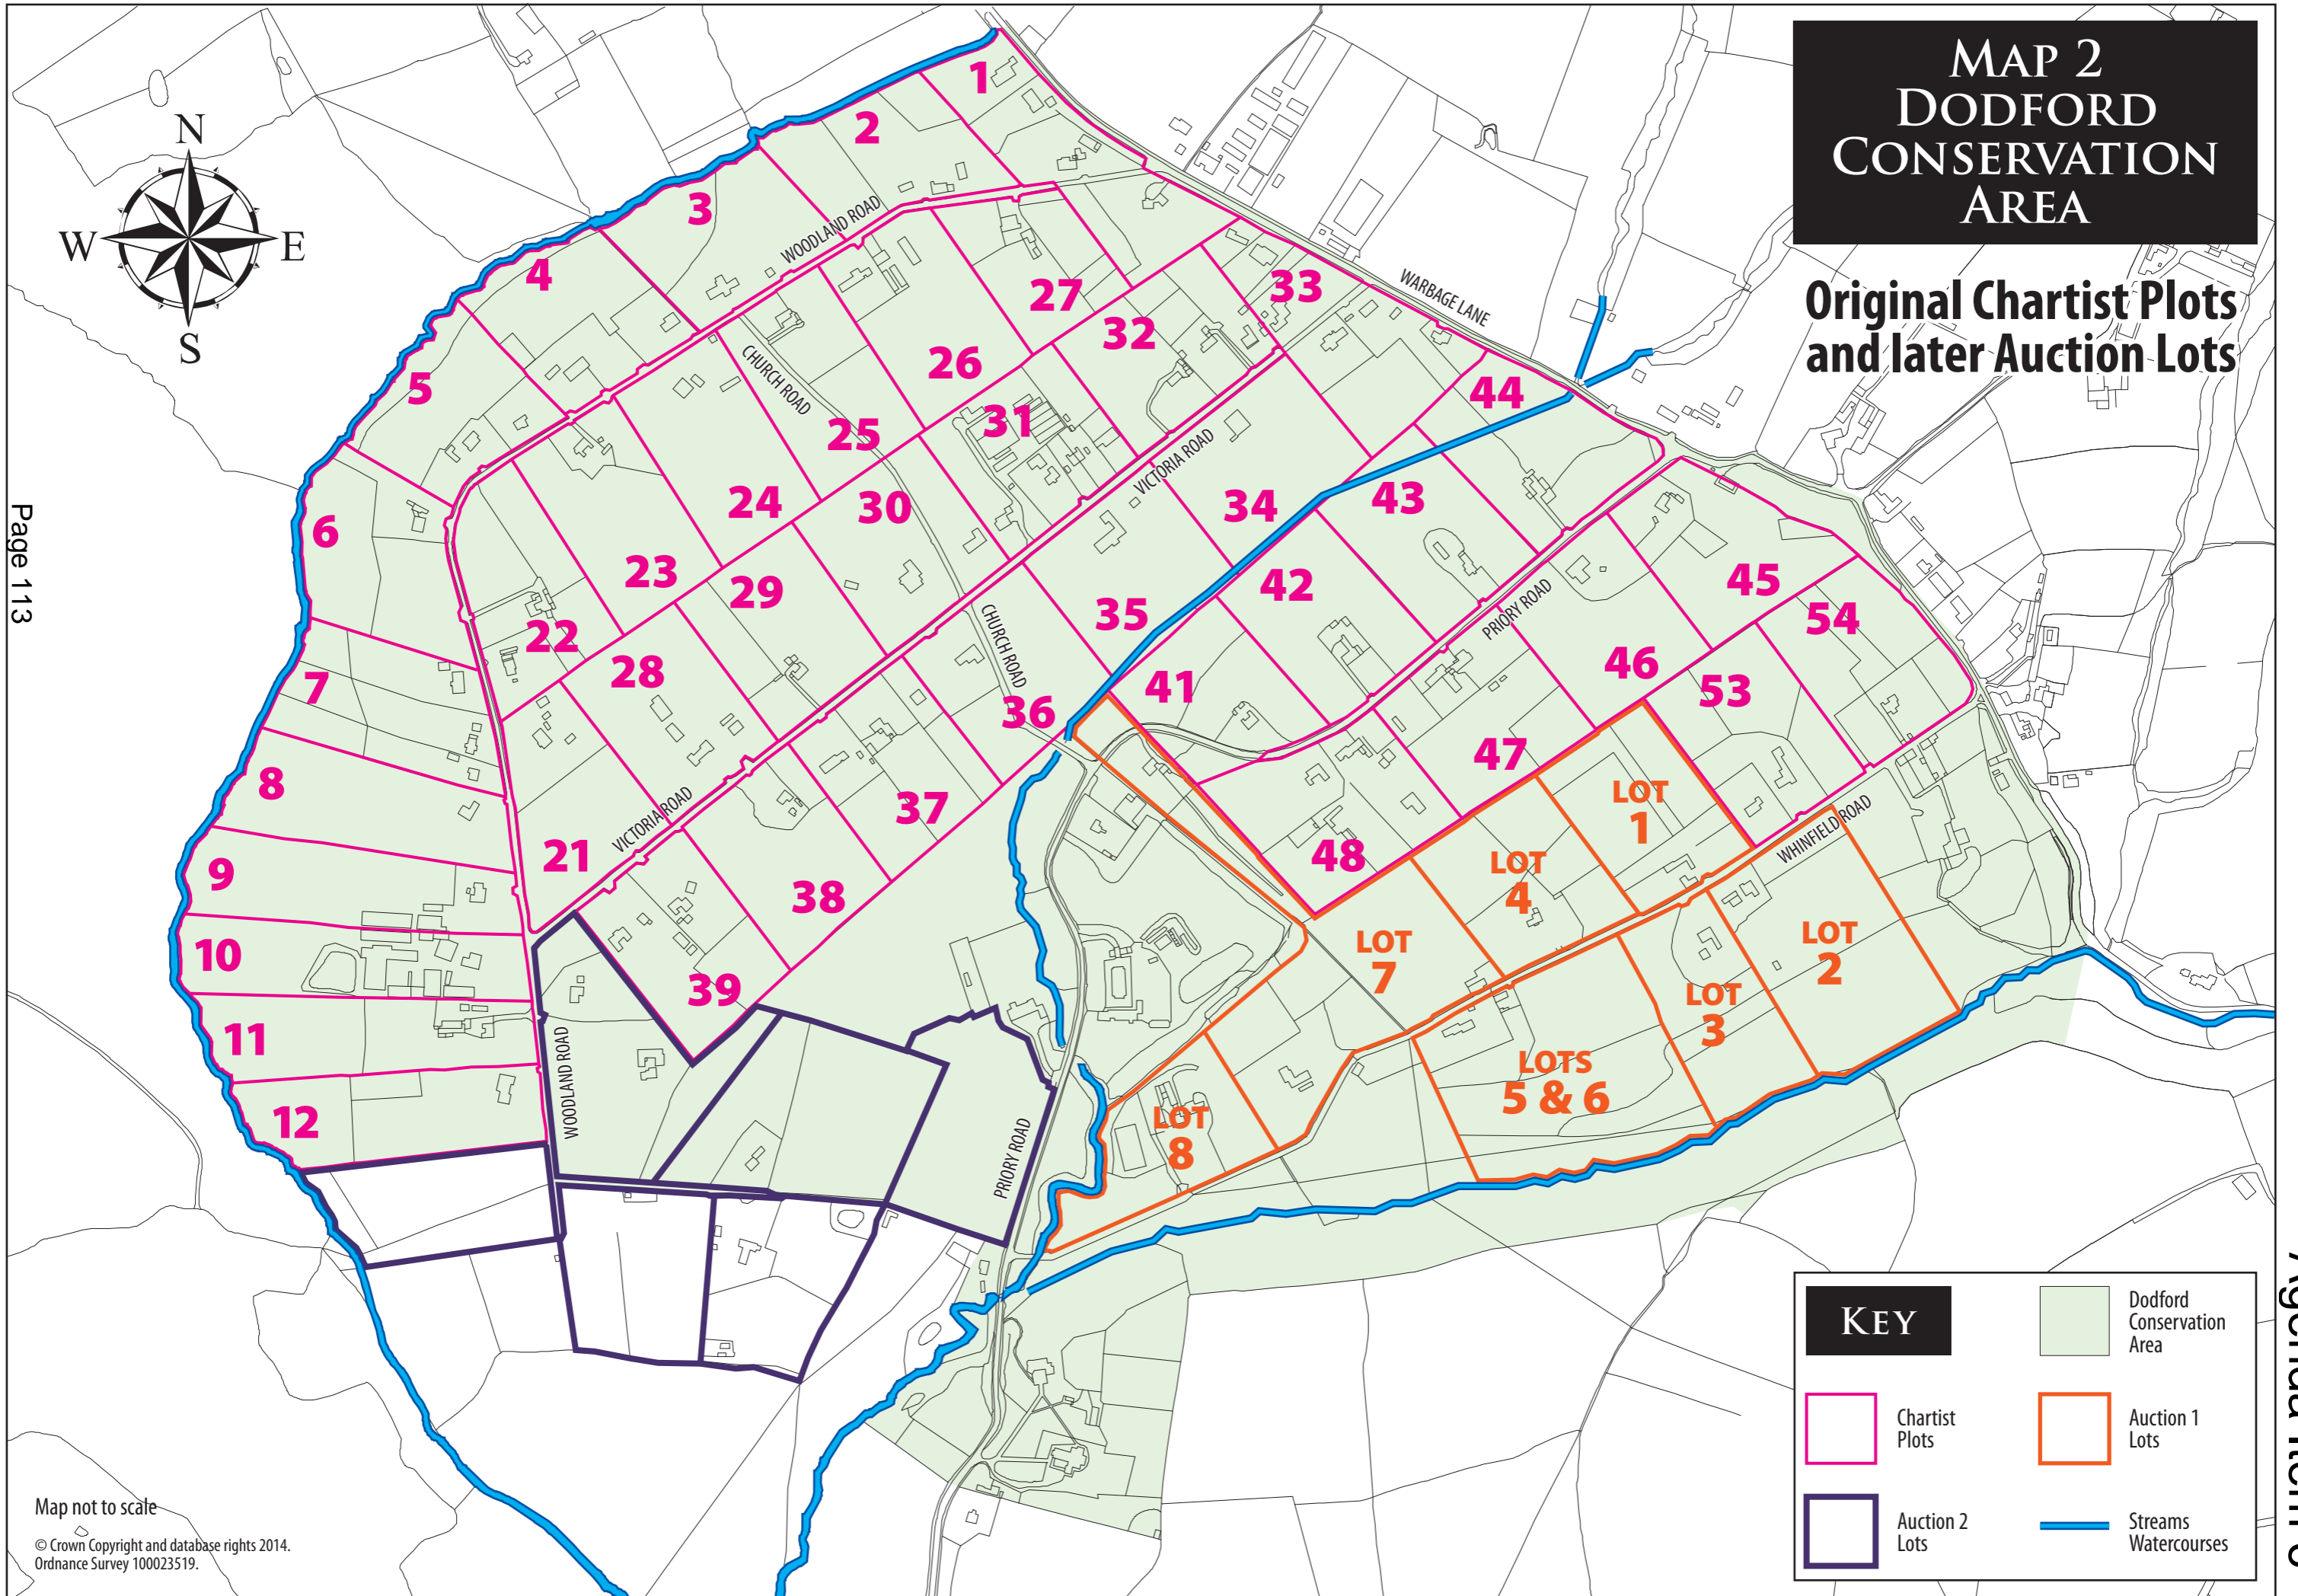 MAP 2
DODFORD
CONSERVATION
AREA
Original Chartist Plots
and later Auction Lots
N
W
E
S
1
2
3
4
5
6
7
8
9
10
11
12
21
22
23
24
25
26
27
28
29
30
31
32
33
34
35
36
37
38
39
41
42
43
44
45
46
47
48
53
54
LOT
1
LOT
2
LOT
3
LOT
4
LOTS
5 & 6
LOT
7
LOT
8
WOODLAND ROAD
CHURCH ROAD
WARBAGE LANE
VICTORIA ROAD
CHURCH ROAD
PRIORY ROAD
VICTORIA ROAD
WHINFIELD ROAD
WOODLAND ROAD
PRIORY ROAD
KEY
Dodford
Conservation
Area
Chartist
Plots
Auction 1
Lots
Auction 2
Lots
Streams
Watercourses
Map not to scale
© Crown Copyright and database rights 2014.
Ordnance Survey 100023519.
Page 113